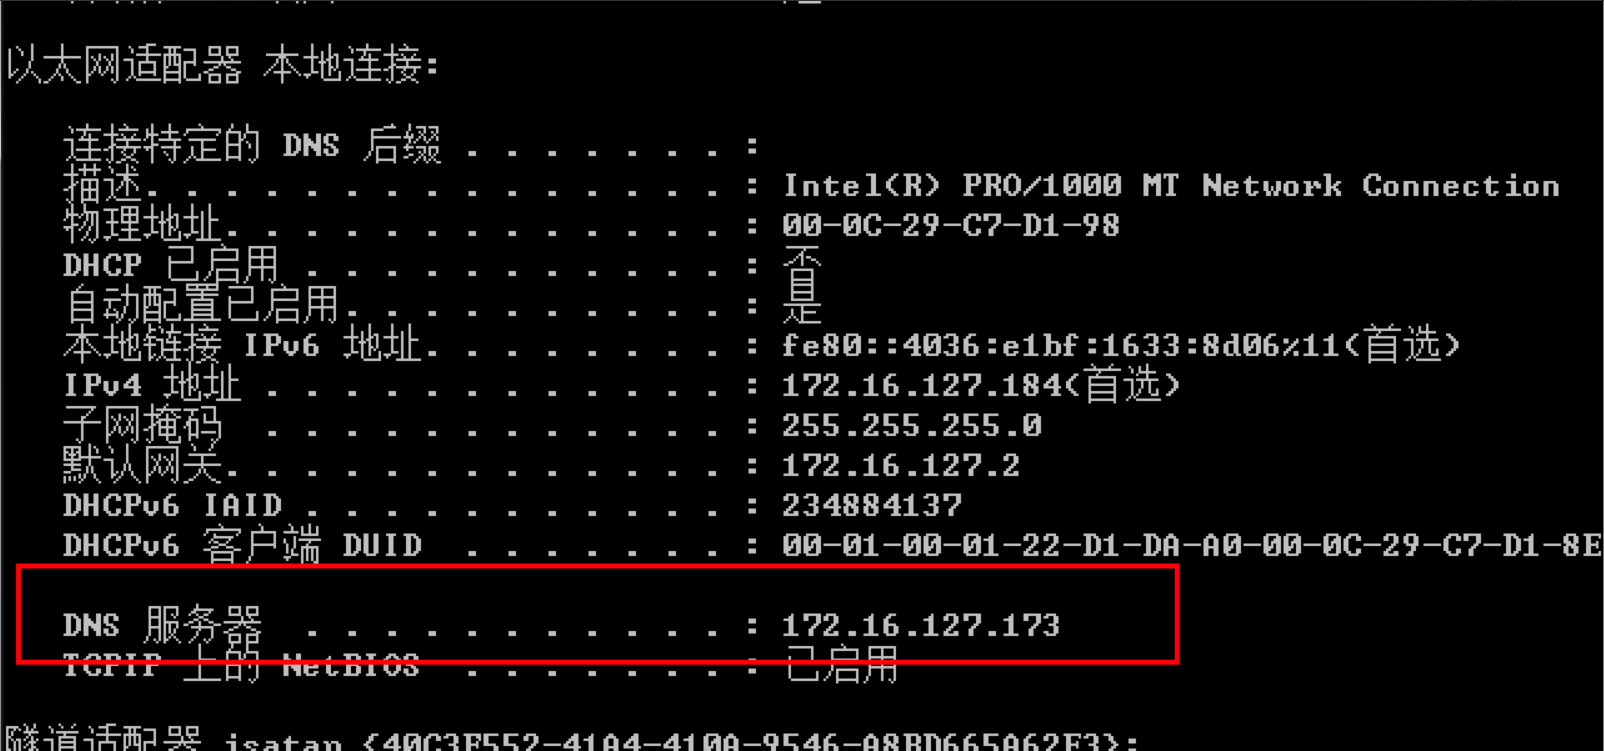 以太网适配器 本地连接:
连接特定的 DNS 后缀 . . . . . . . :
描述. . . . . . . . . . . . . . . : Intel(R) PRO/1000 MT Network Connection
物理地址. . . . . . . . . . . . . : 00-0C-29-C7-D1-98
DHCP 已启用 . . . . . . . . . . . : 否
自动配置已启用. . . . . . . . . . : 是
本地链接 IPv6 地址. . . . . . . . : fe80::4036:e1bf:1633:8d06%11(首选)
IPv4 地址 . . . . . . . . . . . . : 172.16.127.184(首选)
子网掩码  . . . . . . . . . . . . : 255.255.255.0
默认网关. . . . . . . . . . . . . : 172.16.127.2
DHCPv6 IAID . . . . . . . . . . . : 234884137
DHCPv6 客户端 DUID  . . . . . . . : 00-01-00-01-22-D1-DA-A0-00-0C-29-C7-D1-8E
DNS 服务器  . . . . . . . . . . . : 172.16.127.173
TCPIP 上的 NetBIOS  . . . . . . . : 已启用
隧道适配器 isatap.{40C3F552-41A4-410A-9546-A8BD665A62F3}: